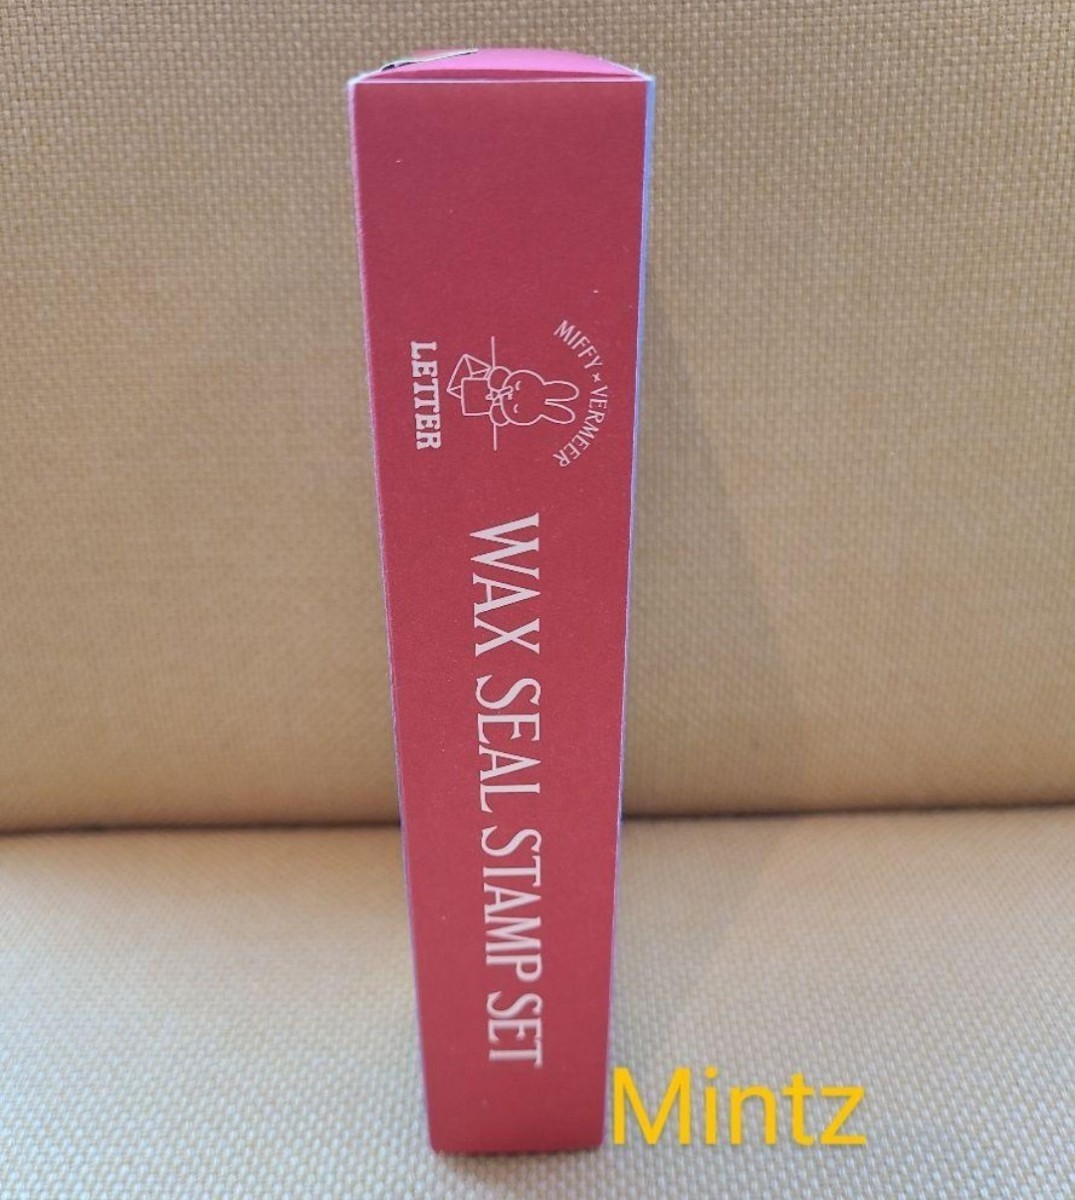 MIFFY × VERMEER
LETTER
WAX SEAL STAMP SET
Mintz